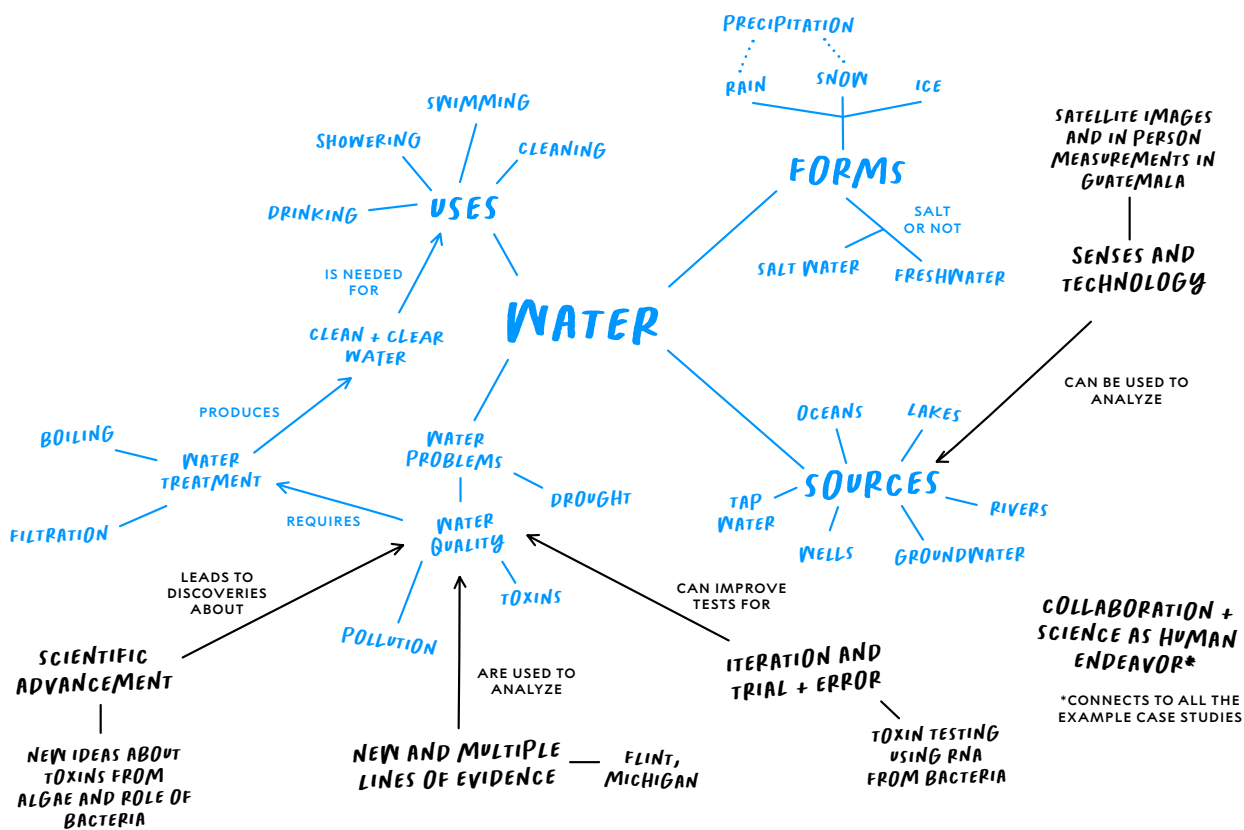 PRECIPITATION
RAIN
SNOW
ICE
FORMS
SALT
OR NOT
SALT WATER
FRESHWATER
SWIMMING
SHOWERING
CLEANING
DRINKING
USES
IS NEEDED
FOR
CLEAN + CLEAR
WATER
WATER
PRODUCES
BOILING
WATER
TREATMENT
FILTRATION
REQUIRES
WATER
PROBLEMS
DROUGHT
WATER
QUALITY
TOXINS
POLLUTION
OCEANS
LAKES
SOURCES
TAP
WATER
RIVERS
WELLS
GROUNDWATER
SATELLITE IMAGES
AND IN PERSON
MEASUREMENTS IN
GUATEMALA
SENSES AND
TECHNOLOGY
CAN BE USED TO
ANALYZE
LEADS TO
DISCOVERIES
ABOUT
SCIENTIFIC
ADVANCEMENT
NEW IDEAS ABOUT
TOXINS FROM
ALGAE AND ROLE OF
BACTERIA
ARE USED TO
ANALYZE
NEW AND MULTIPLE
LINES OF EVIDENCE
FLINT,
MICHIGAN
CAN IMPROVE
TESTS FOR
ITERATION AND
TRIAL + ERROR
TOXIN TESTING
USING RNA
FROM BACTERIA
COLLABORATION +
SCIENCE AS HUMAN
ENDEAVOR*
*CONNECTS TO ALL THE
EXAMPLE CASE STUDIES